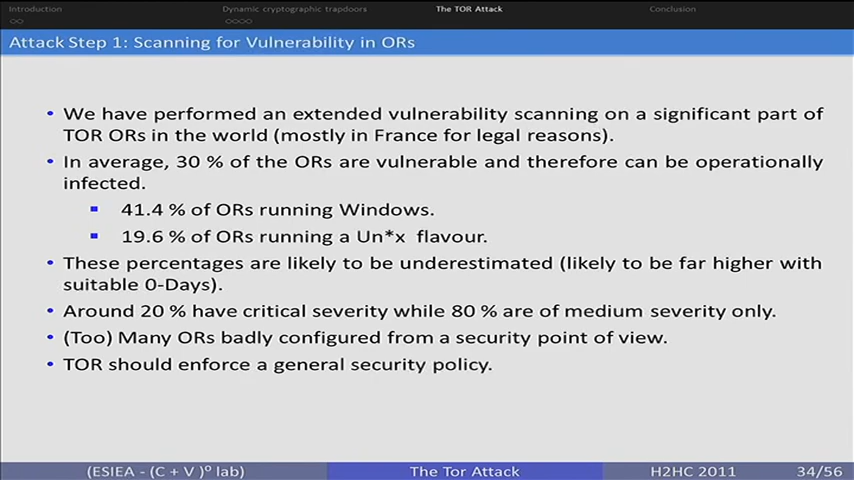 Introduction Dynamic cryptographic trapdoors The TOR Attack Conclusion
Attack Step 1: Scanning for Vulnerability in ORs
• We have performed an extended vulnerability scanning on a significant part of
TOR ORs in the world (mostly in France for legal reasons).
• In average, 30 % of the ORs are vulnerable and therefore can be operationally
infected.
▪ 41.4 % of ORs running Windows.
▪ 19.6 % of ORs running a Un*x flavour.
• These percentages are likely to be underestimated (likely to be far higher with
suitable 0-Days).
• Around 20 % have critical severity while 80 % are of medium severity only.
• (Too) Many ORs badly configured from a security point of view.
• TOR should enforce a general security policy.
(ESIEA - (C + V)º lab) The Tor Attack H2HC 2011 34/56